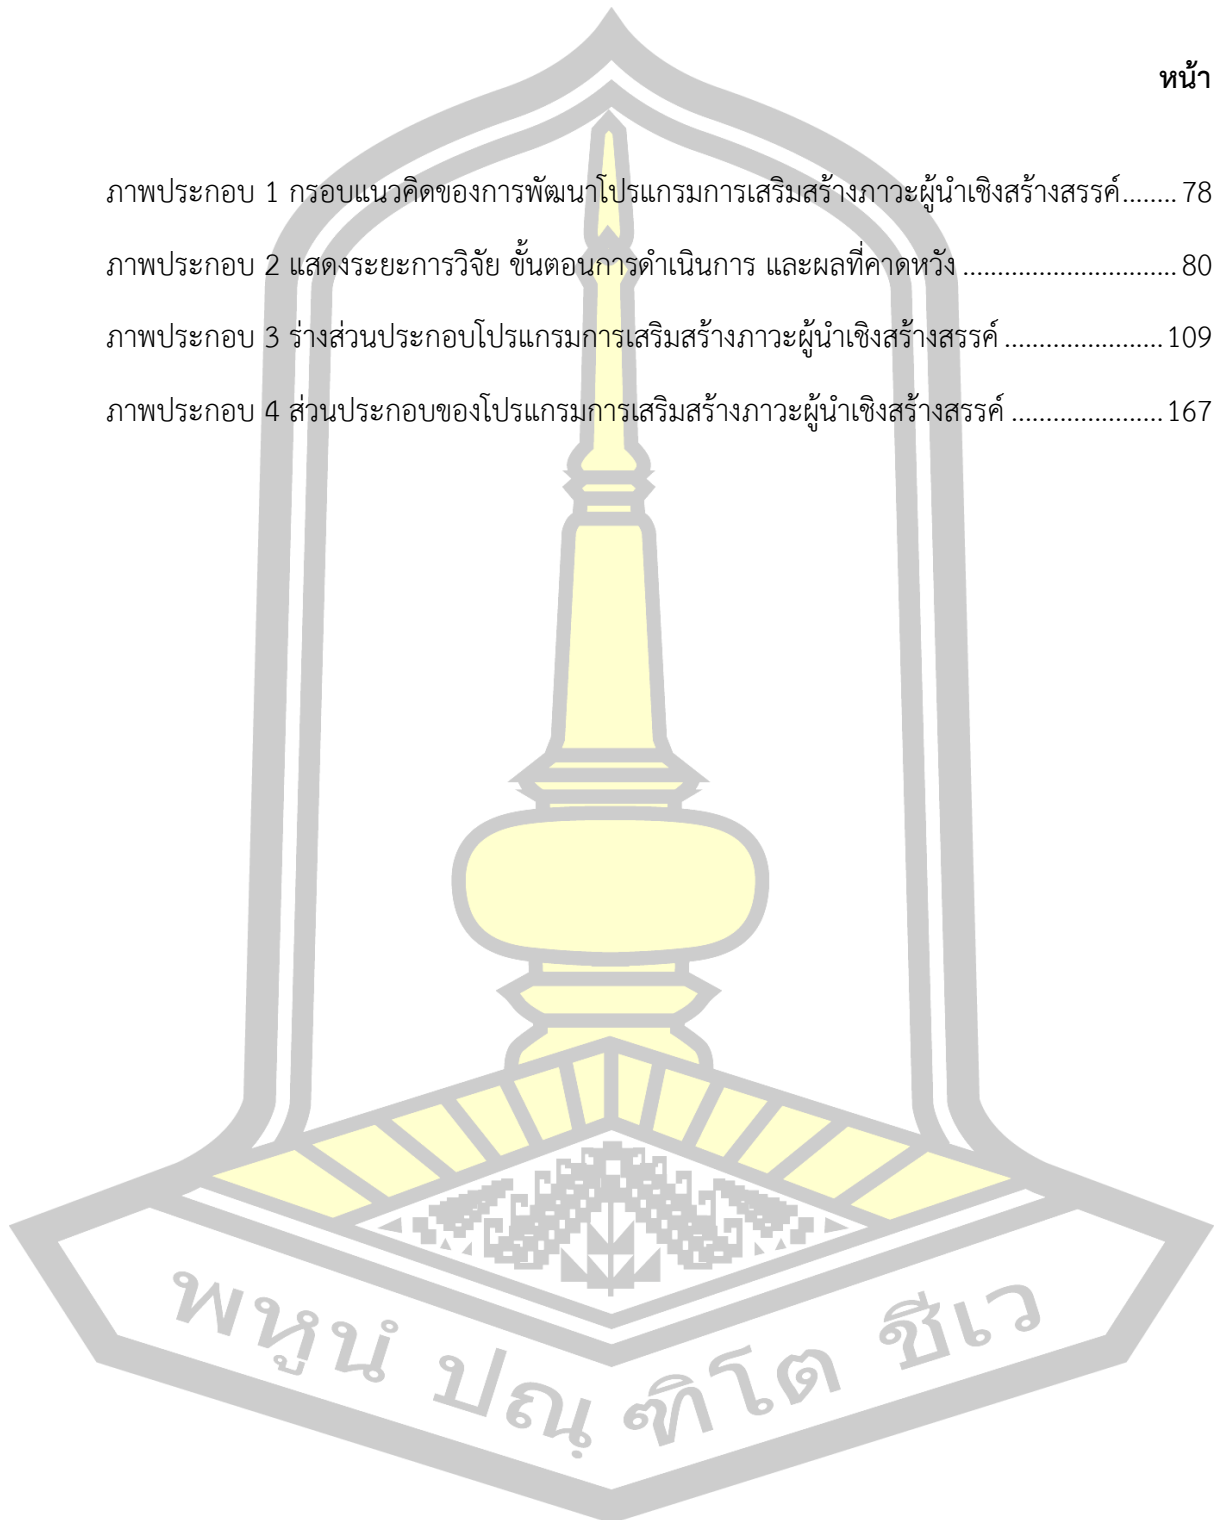 หน้า
ภาพประกอบ 1 กรอบแนวคิดของการพัฒนาโปรแกรมการเสริมสร้างภาวะผู้นำเชิงสร้างสรรค์........ 78
ภาพประกอบ 2 แสดงระยะการวิจัย ขั้นตอนการดำเนินการ และผลที่คาดหวัง ............................... 80
ภาพประกอบ 3 ร่างส่วนประกอบโปรแกรมการเสริมสร้างภาวะผู้นำเชิงสร้างสรรค์ ....................... 109
ภาพประกอบ 4 ส่วนประกอบของโปรแกรมการเสริมสร้างภาวะผู้นำเชิงสร้างสรรค์ ...................... 167
พหูนํ ปณฺฑิโต ชีเว